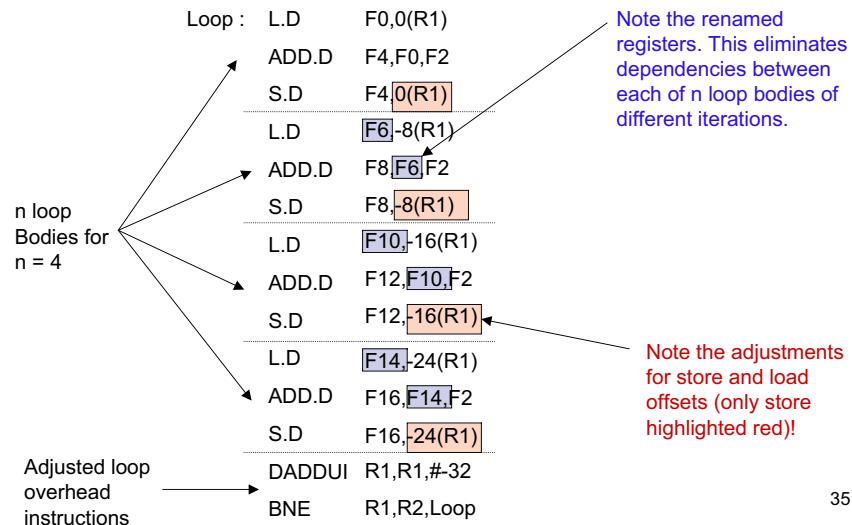 Loop : L.D F0,0(R1)
ADD.D F4,F0,F2
S.D F4,0(R1)
L.D F6,-8(R1)
ADD.D F8,F6,F2
S.D F8,-8(R1)
L.D F10,-16(R1)
ADD.D F12,F10,F2
S.D F12,-16(R1)
L.D F14,-24(R1)
ADD.D F16,F14,F2
S.D F16,-24(R1)
DADDUI R1,R1,#-32
BNE R1,R2,Loop
n loop
Bodies for
n = 4
Adjusted loop
overhead
instructions
Note the renamed
registers. This eliminates
dependencies between
each of n loop bodies of
different iterations.
Note the adjustments
for store and load
offsets (only store
highlighted red)!
35